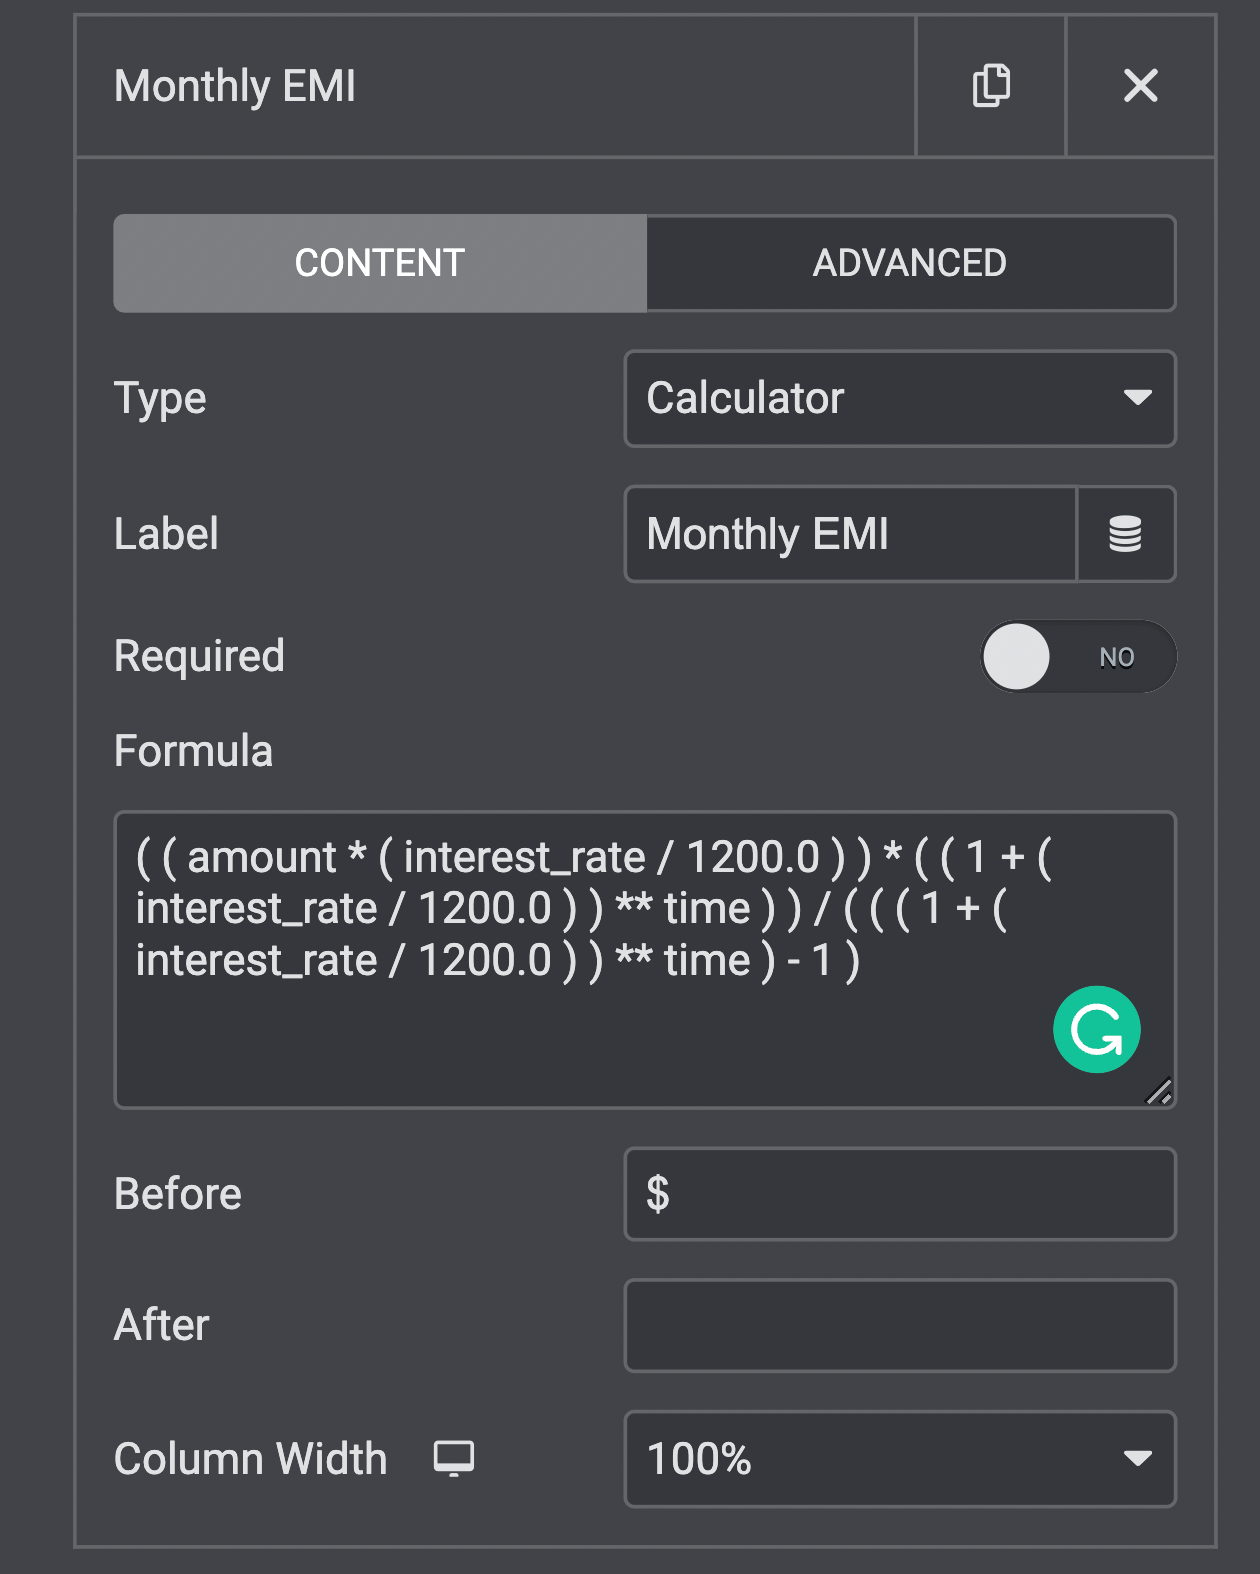 Monthly EMI
CONTENT
ADVANCED
Type
Calculator
Label
Monthly EMI
Required
NO
Formula
( ( amount * ( interest_rate / 1200.0 ) ) * ( ( 1 + (
interest_rate / 1200.0 ) ) ** time ) ) / ( ( ( 1 + (
interest_rate / 1200.0 ) ) ** time ) - 1 )
Before
$
After
Column Width
100%